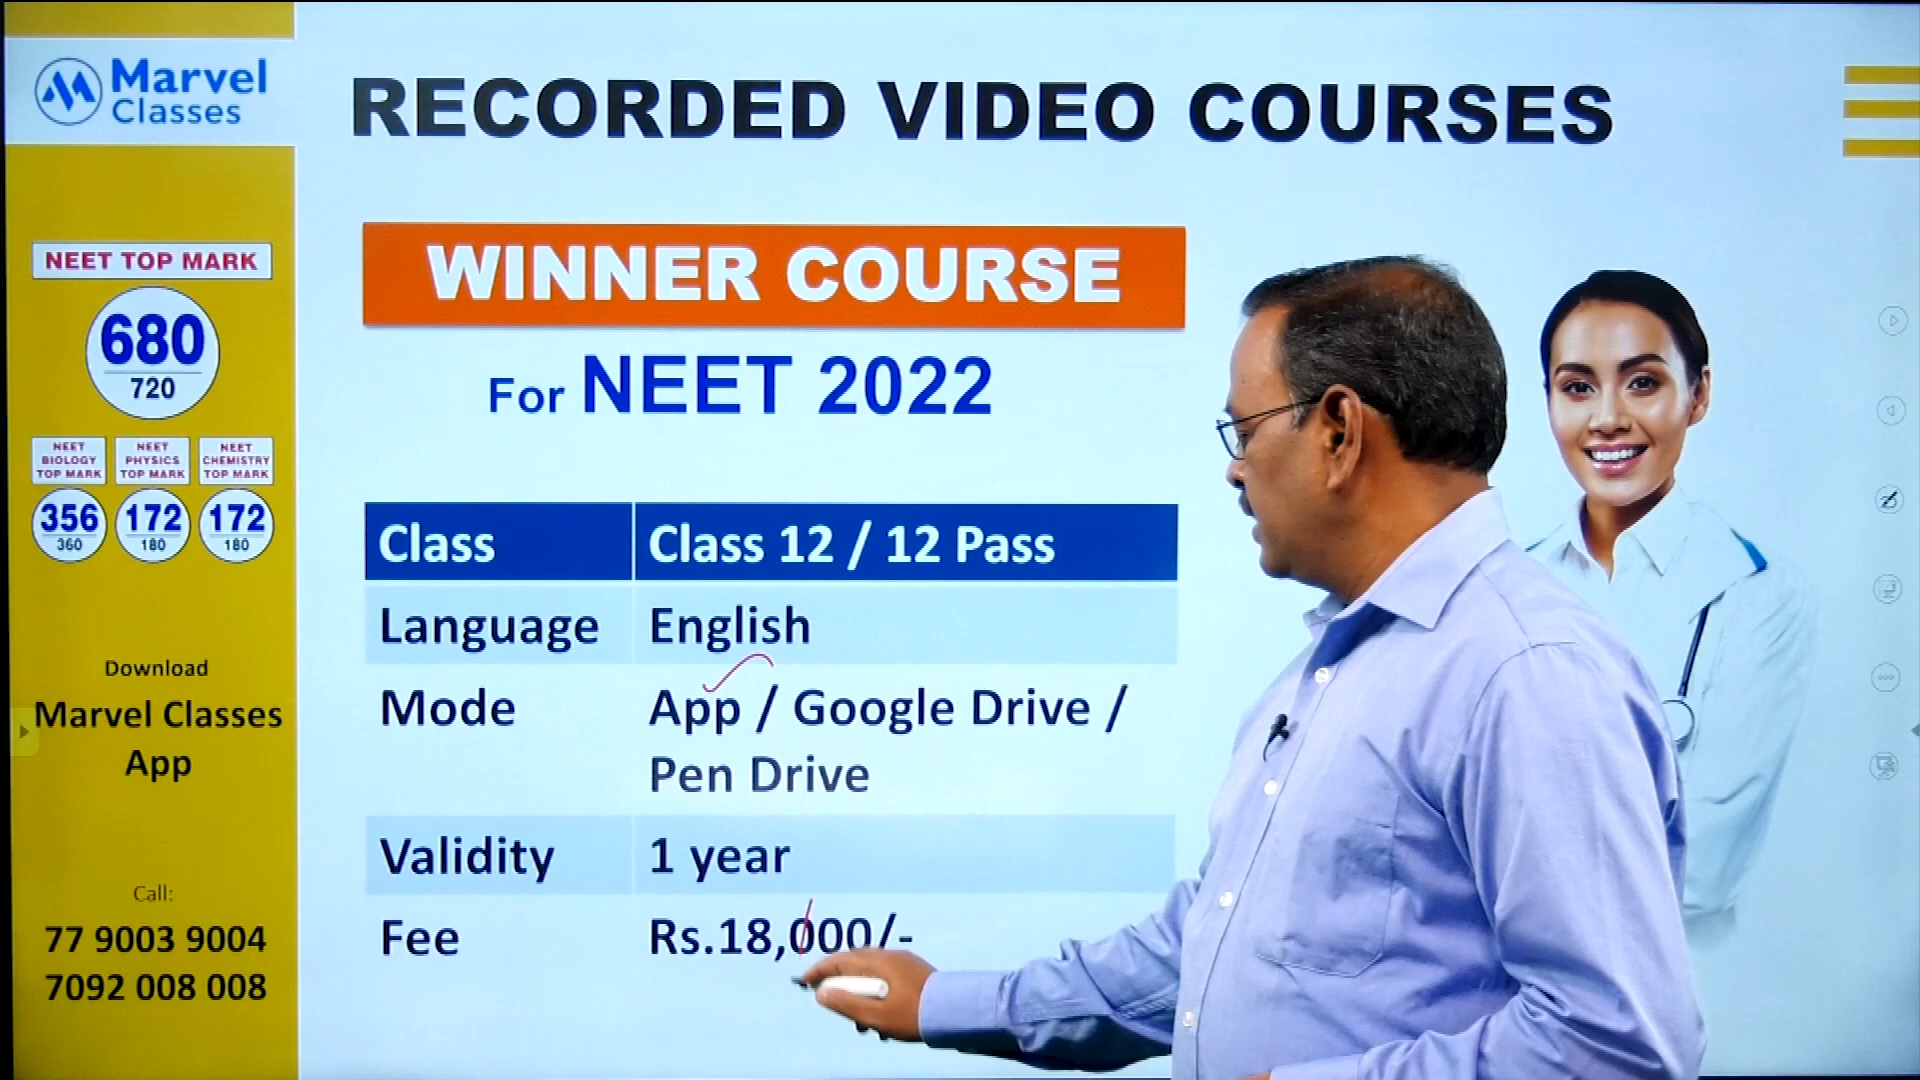 Marvel
Classes
RECORDED VIDEO COURSES
NEET TOP MARK
680
720
NEET
BIOLOGY
TOP MARK
356
360
NEET
PHYSICS
TOP MARK
172
180
NEET
CHEMISTRY
TOP MARK
172
180
Download
Marvel Classes
App
Call:
77 9003 9004
7092 008 008
WINNER COURSE
For NEET 2022
Class Class 12 / 12 Pass
Language English
Mode App / Google Drive /
Pen Drive
Validity 1 year
Fee Rs.18,000/-